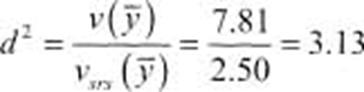 d² = v(ȳ) / v_srs(ȳ) = 7.81 / 2.50 = 3.13